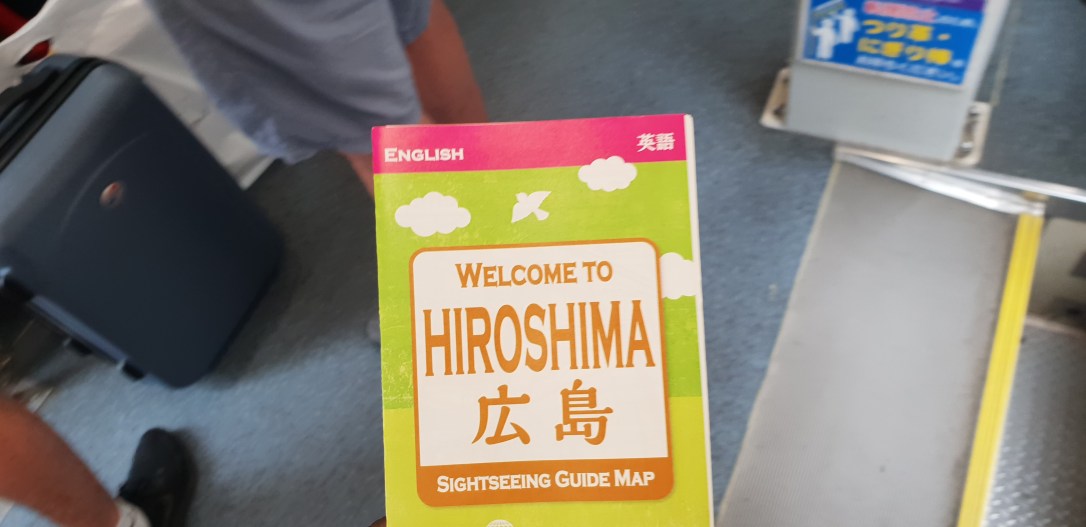 つり革・
にぎり棒
ENGLISH
英語
WELCOME TO
HIROSHIMA
広島
SIGHTSEEING GUIDE MAP